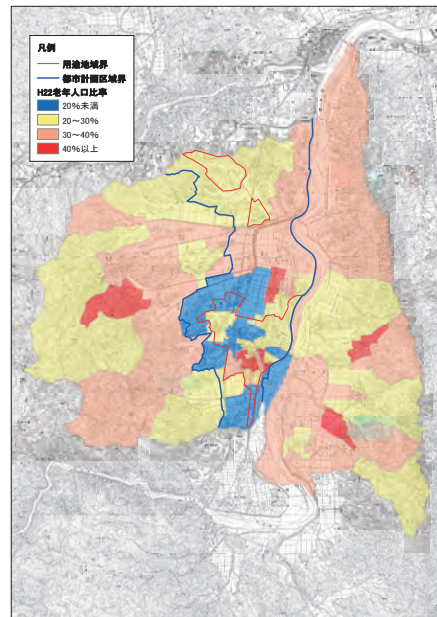 凡例
用途地域界
都市計画区域界
H22老年人口比率
20%未満
20～30%
30～40%
40%以上